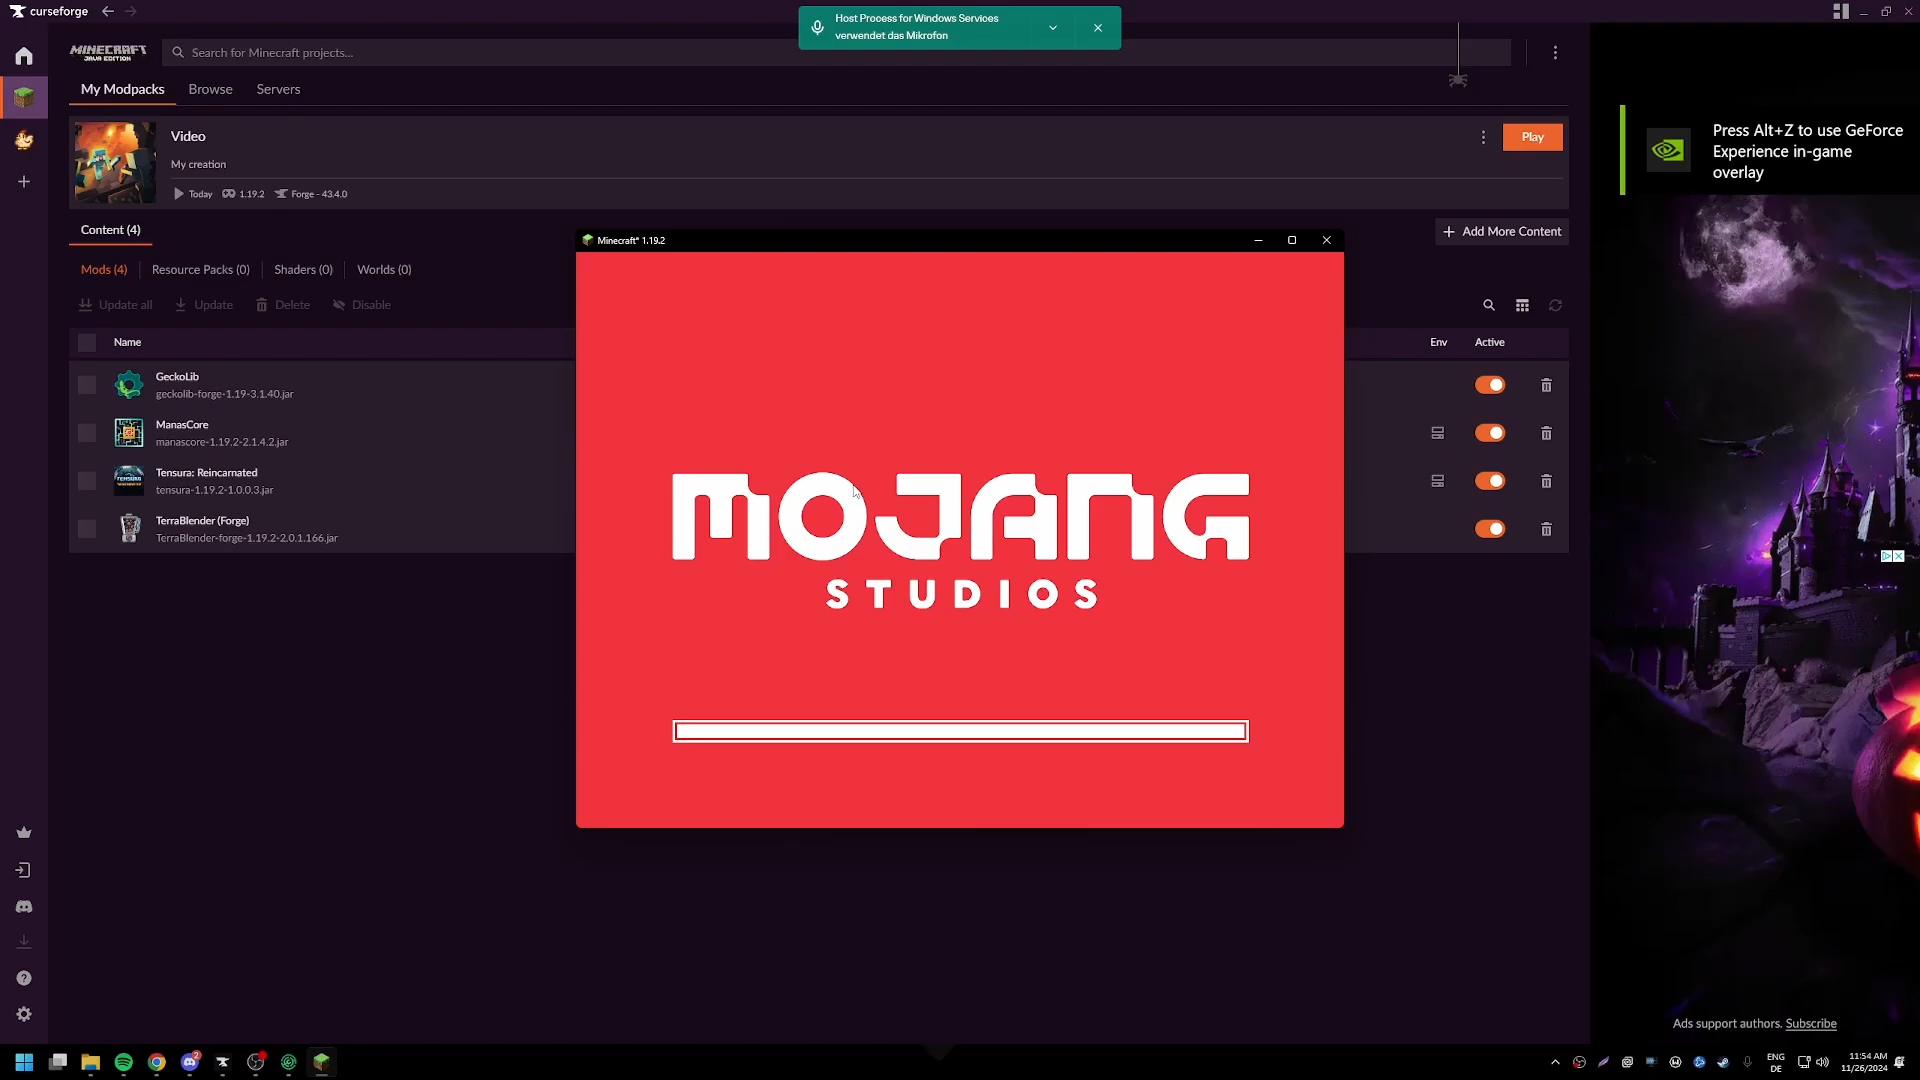 curseforge
Host Process for Windows Services
verwendet das Mikrofon
MINECRAFT
JAVA EDITION
Search for Minecraft projects...
My Modpacks
Browse
Servers
Video
My creation
Today
1.19.2
Forge - 43.4.0
Play
Press Alt+Z to use GeForce
Experience in-game
overlay
Content (4)
Add More Content
Minecraft* 1.19.2
Mods (4)
Resource Packs (0)
Shaders (0)
Worlds (0)
Update all
Update
Delete
Disable
Name
Env
Active
GeckoLib
geckolib-forge-1.19-3.1.40.jar
ManasCore
manascore-1.19.2-2.1.4.2.jar
Tensura: Reincarnated
tensura-1.19.2-1.0.0.3.jar
TerraBlender (Forge)
TerraBlender-forge-1.19.2-2.0.1.166.jar
MOJANG
STUDIOS
Ads support authors. Subscribe
2
ENG
DE
11:54 AM
11/26/2024